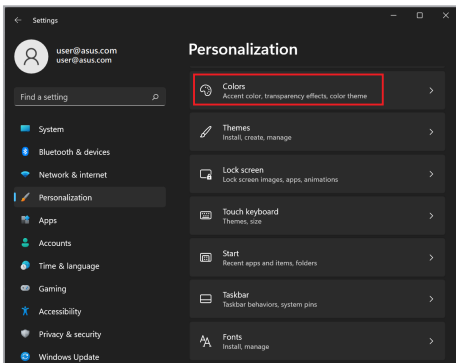 Settings
user@asus.com
user@asus.com
Find a setting
System
Bluetooth & devices
Network & internet
Personalization
Apps
Accounts
Time & language
Gaming
Accessibility
Privacy & security
Windows Update
Personalization
Colors
Accent color, transparency effects, color theme
Themes
Install, create, manage
Lock screen
Lock screen images, apps, animations
Touch keyboard
Themes, size
Start
Recent apps and items, folders
Taskbar
Taskbar behaviors, system pins
Fonts
Install, manage